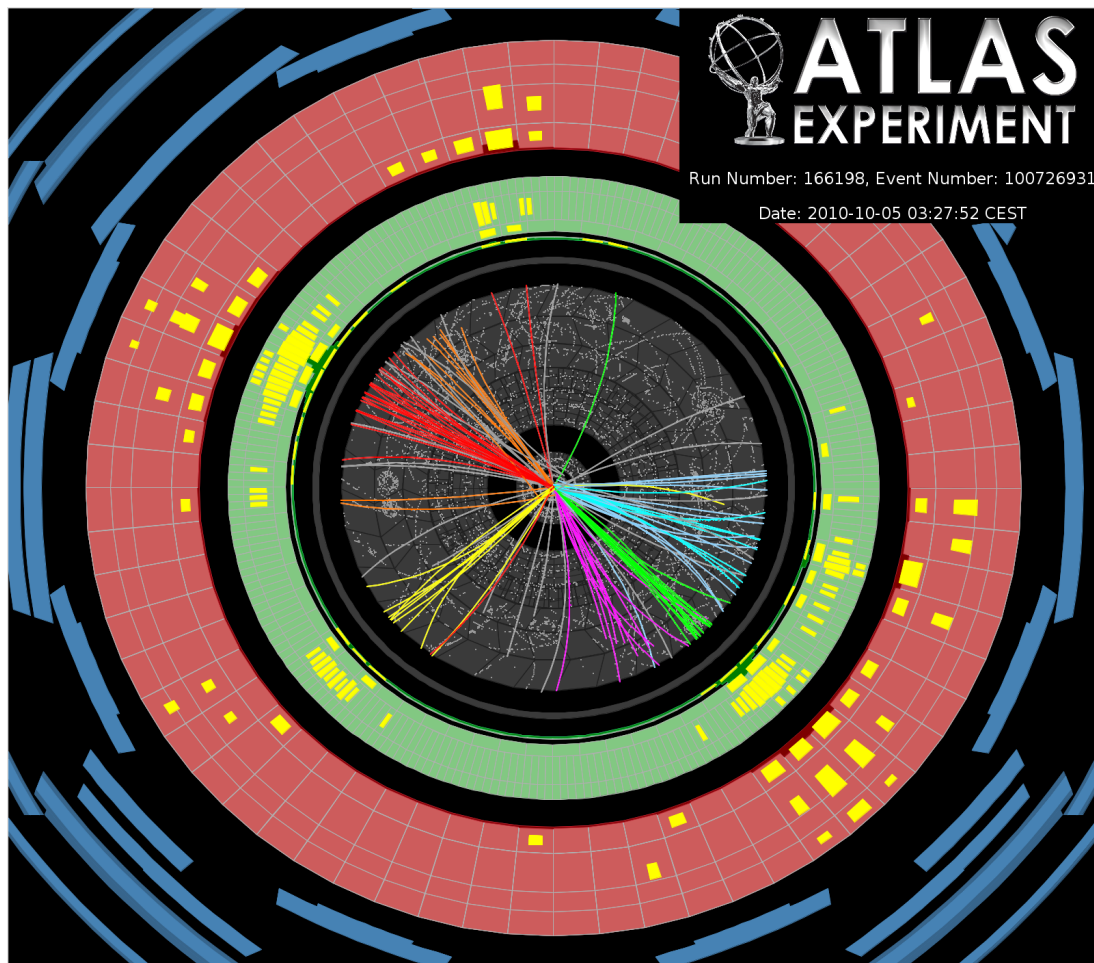 ATLAS
EXPERIMENT
Run Number: 166198, Event Number: 100726931
Date: 2010-10-05 03:27:52 CEST